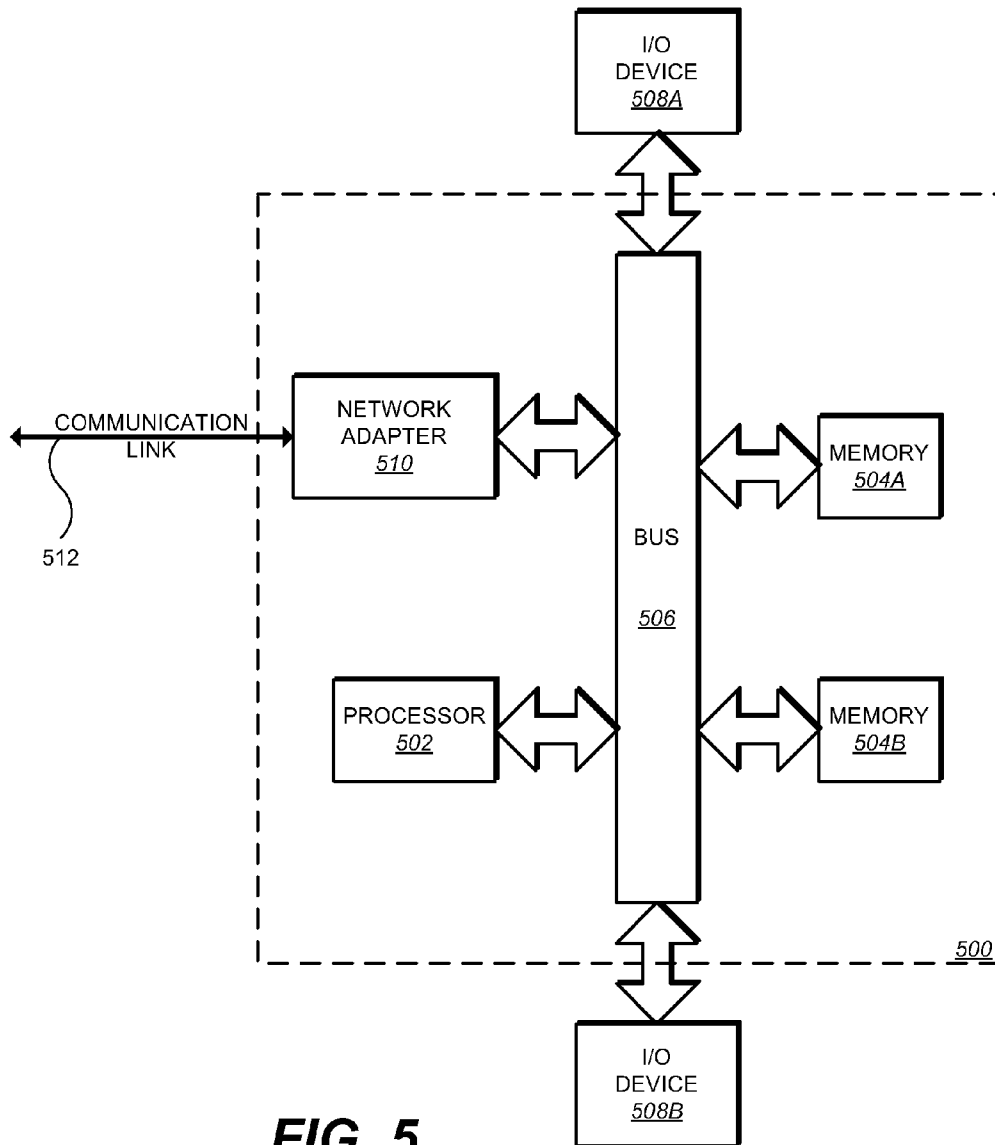 I/O
DEVICE
508A
COMMUNICATION
LINK
512
NETWORK
ADAPTER
510
MEMORY
504A
BUS
506
PROCESSOR
502
MEMORY
504B
500
I/O
DEVICE
508B
FIG. 5